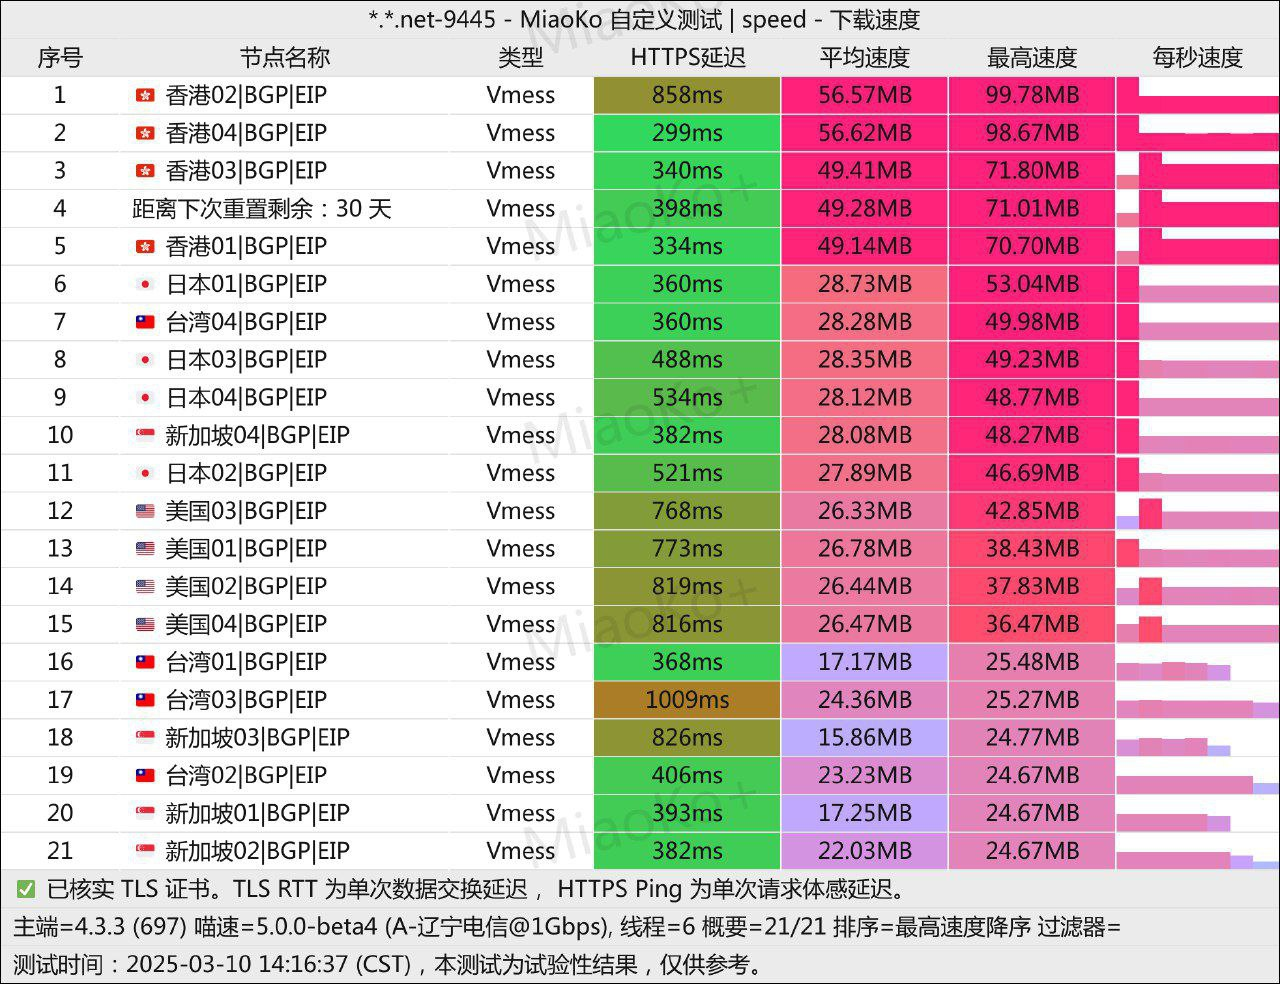 *.*.net-9445 - MiaoKo 自定义测试 | speed - 下载速度
序号 节点名称 类型 HTTPS延迟 平均速度 最高速度 每秒速度
1 香港02|BGP|EIP Vmess 858ms 56.57MB 99.78MB
2 香港04|BGP|EIP Vmess 299ms 56.62MB 98.67MB
3 香港03|BGP|EIP Vmess 340ms 49.41MB 71.80MB
4 距离下次重置剩余：30 天 Vmess 398ms 49.28MB 71.01MB
5 香港01|BGP|EIP Vmess 334ms 49.14MB 70.70MB
6 日本01|BGP|EIP Vmess 360ms 28.73MB 53.04MB
7 台湾04|BGP|EIP Vmess 360ms 28.28MB 49.98MB
8 日本03|BGP|EIP Vmess 488ms 28.35MB 49.23MB
9 日本04|BGP|EIP Vmess 534ms 28.12MB 48.77MB
10 新加坡04|BGP|EIP Vmess 382ms 28.08MB 48.27MB
11 日本02|BGP|EIP Vmess 521ms 27.89MB 46.69MB
12 美国03|BGP|EIP Vmess 768ms 26.33MB 42.85MB
13 美国01|BGP|EIP Vmess 773ms 26.78MB 38.43MB
14 美国02|BGP|EIP Vmess 819ms 26.44MB 37.83MB
15 美国04|BGP|EIP Vmess 816ms 26.47MB 36.47MB
16 台湾01|BGP|EIP Vmess 368ms 17.17MB 25.48MB
17 台湾03|BGP|EIP Vmess 1009ms 24.36MB 25.27MB
18 新加坡03|BGP|EIP Vmess 826ms 15.86MB 24.77MB
19 台湾02|BGP|EIP Vmess 406ms 23.23MB 24.67MB
20 新加坡01|BGP|EIP Vmess 393ms 17.25MB 24.67MB
21 新加坡02|BGP|EIP Vmess 382ms 22.03MB 24.67MB
✅ 已核实 TLS 证书。TLS RTT 为单次数据交换延迟， HTTPS Ping 为单次请求体感延迟。
主端=4.3.3 (697) 喵速=5.0.0-beta4 (A-辽宁电信@1Gbps), 线程=6 概要=21/21 排序=最高速度降序 过滤器=
测试时间：2025-03-10 14:16:37 (CST)，本测试为试验性结果，仅供参考。
MiaoKo+
MiaoKo+
MiaoKo+
MiaoKo+